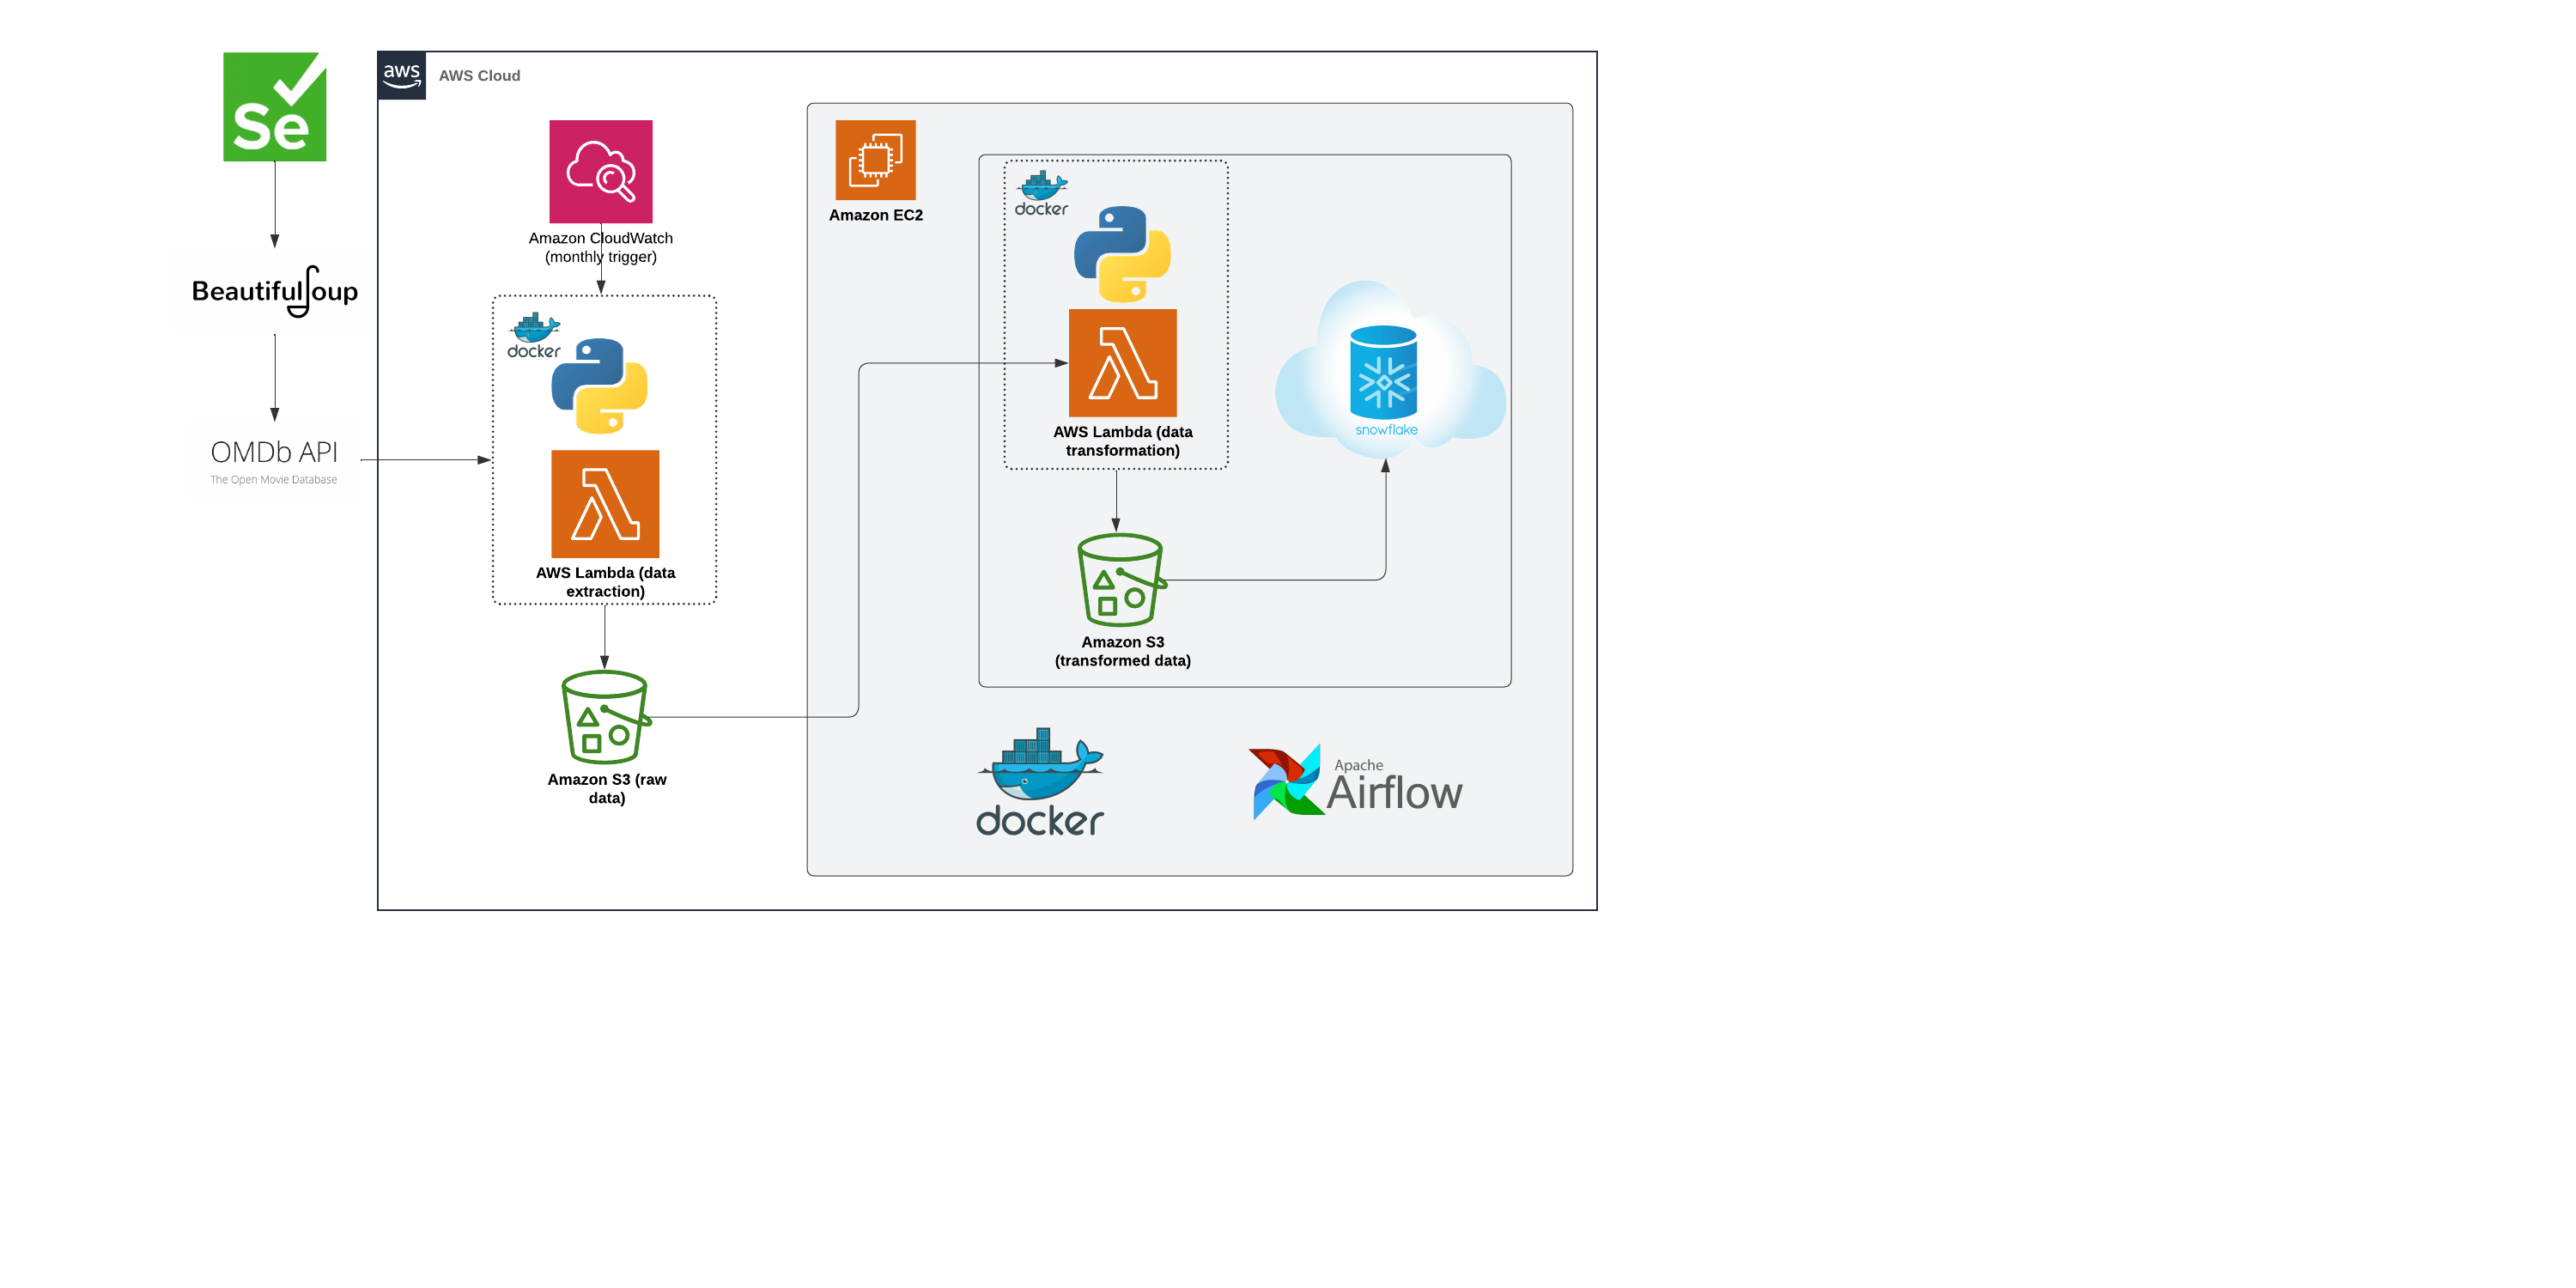 Se
BeautifulSoup
OMDb API
The Open Movie Database
aws
AWS Cloud
Amazon CloudWatch
(monthly trigger)
docker
AWS Lambda (data
extraction)
Amazon S3 (raw
data)
Amazon EC2
docker
AWS Lambda (data
transformation)
Amazon S3
(transformed data)
snowflake
docker
Apache
Airflow